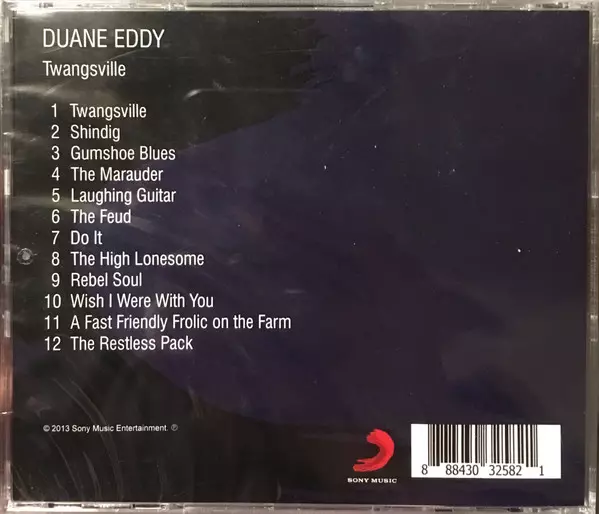 DUANE EDDY
Twangsville
1 Twangsville
2 Shindig
3 Gumshoe Blues
4 The Marauder
5 Laughing Guitar
6 The Feud
7 Do It
8 The High Lonesome
9 Rebel Soul
10 Wish I Were With You
11 A Fast Friendly Frolic on the Farm
12 The Restless Pack
© 2013 Sony Music Entertainment. ℗
SONY MUSIC
8 88430 32582 1